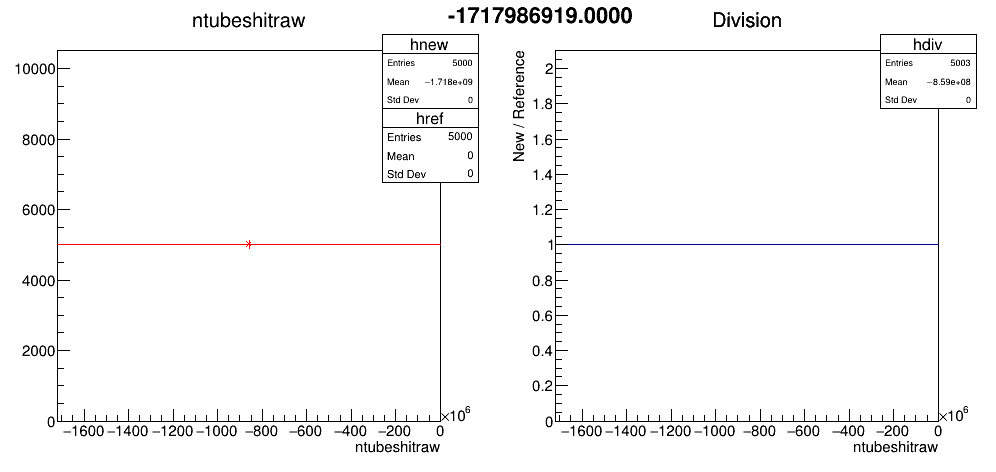 -1717986919.0000
ntubeshitraw
hnew
Entries 5000
Mean −1.718e+09
Std Dev 0
href
Entries 5000
Mean 0
Std Dev 0
10000
8000
6000
4000
2000
0
−1600 −1400 −1200 −1000 −800 −600 −400 −200 0
×10⁶
ntubeshitraw
Division
hdiv
Entries 5003
Mean −8.59e+08
Std Dev 0
New / Reference
2
1.8
1.6
1.4
1.2
1
0.8
0.6
0.4
0.2
0
−1600 −1400 −1200 −1000 −800 −600 −400 −200 0
×10⁶
ntubeshitraw